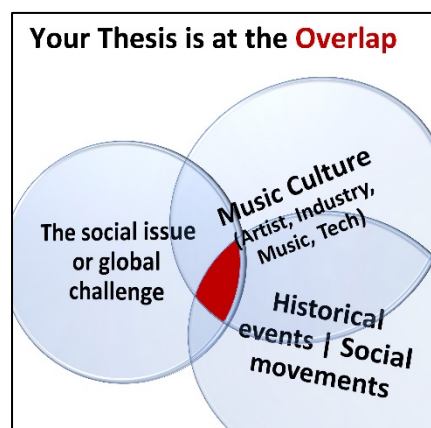 Your Thesis is at the Overlap
Music Culture
(Artist, Industry,
Music, Tech)
The social issue
or global
challenge
Historical
events | Social
movements